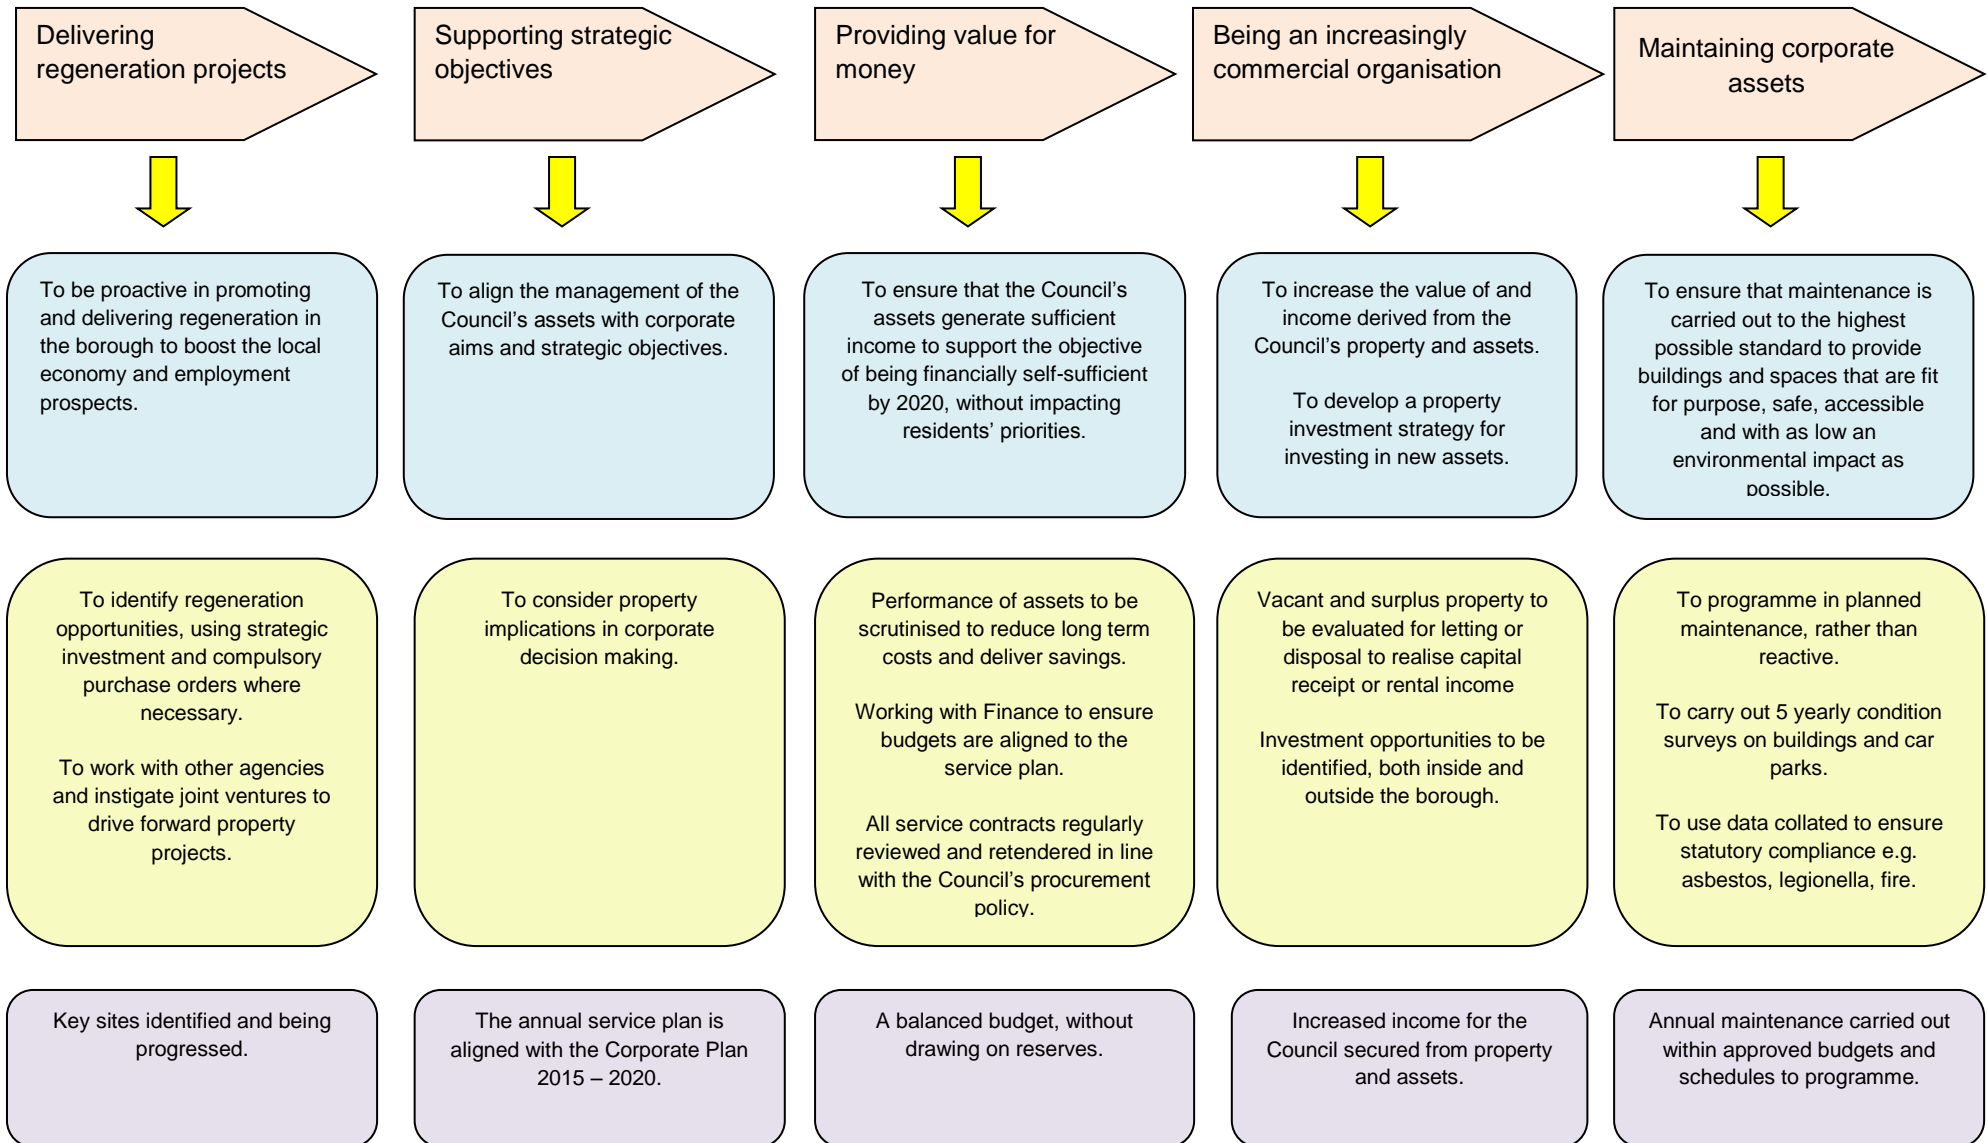 Delivering
regeneration projects
Supporting strategic
objectives
Providing value for
money
Being an increasingly
commercial organisation
Maintaining corporate
assets
To be proactive in promoting
and delivering regeneration in
the borough to boost the local
economy and employment
prospects.
To align the management of the
Council’s assets with corporate
aims and strategic objectives.
To ensure that the Council’s
assets generate sufficient
income to support the objective
of being financially self-sufficient
by 2020, without impacting
residents’ priorities.
To increase the value of and
income derived from the
Council’s property and assets.
To develop a property
investment strategy for
investing in new assets.
To ensure that maintenance is
carried out to the highest
possible standard to provide
buildings and spaces that are fit
for purpose, safe, accessible
and with as low an
environmental impact as
possible.
To identify regeneration
opportunities, using strategic
investment and compulsory
purchase orders where
necessary.
To work with other agencies
and instigate joint ventures to
drive forward property
projects.
To consider property
implications in corporate
decision making.
Performance of assets to be
scrutinised to reduce long term
costs and deliver savings.
Working with Finance to ensure
budgets are aligned to the
service plan.
All service contracts regularly
reviewed and retendered in line
with the Council’s procurement
policy.
Vacant and surplus property to
be evaluated for letting or
disposal to realise capital
receipt or rental income
Investment opportunities to be
identified, both inside and
outside the borough.
To programme in planned
maintenance, rather than
reactive.
To carry out 5 yearly condition
surveys on buildings and car
parks.
To use data collated to ensure
statutory compliance e.g.
asbestos, legionella, fire.
Key sites identified and being
progressed.
The annual service plan is
aligned with the Corporate Plan
2015 – 2020.
A balanced budget, without
drawing on reserves.
Increased income for the
Council secured from property
and assets.
Annual maintenance carried out
within approved budgets and
schedules to programme.